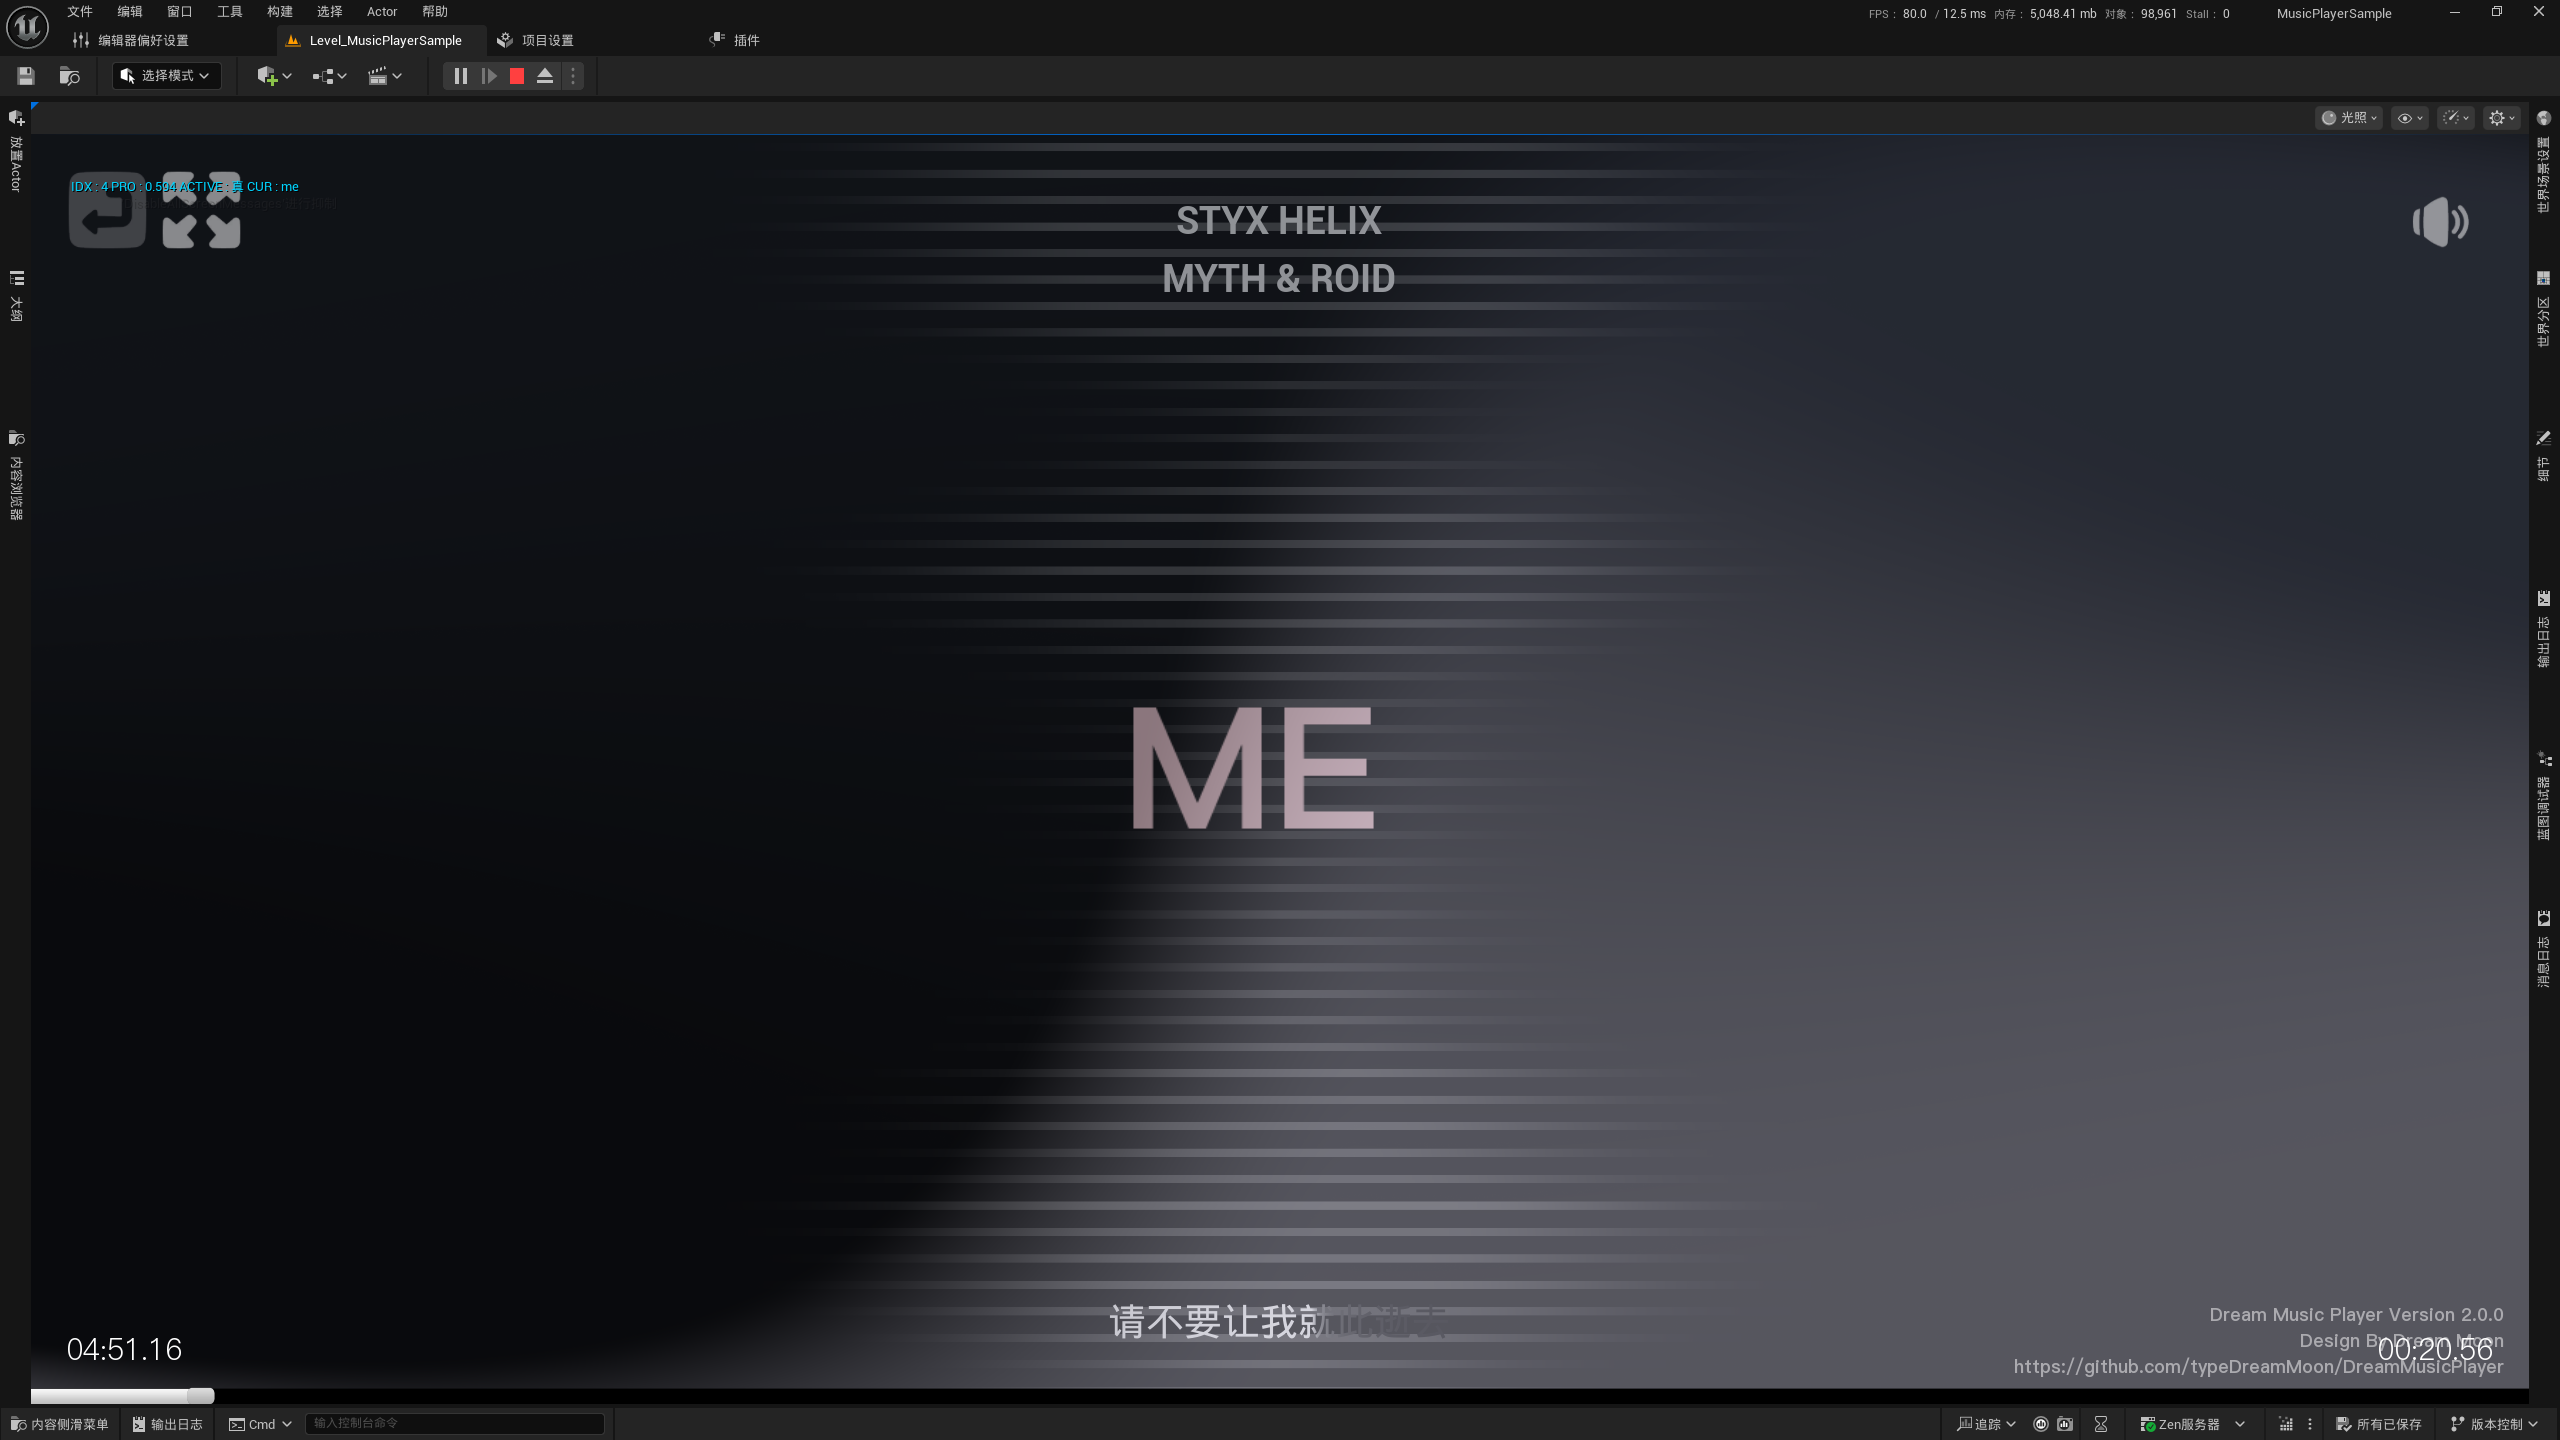 文件 编辑 窗口 工具 构建 选择 Actor 帮助
FPS： 80.0 / 12.5 ms 内存： 5,048.41 mb 对象： 98,961 Stall： 0 MusicPlayerSample
编辑器偏好设置 Level_MusicPlayerSample 项目设置 插件
选择模式
光照
放置Actor
大纲
内容浏览器
IDX : 4 PRO : 0.594 ACTIVE : 真 CUR : me
STYX HELIX
MYTH & ROID
ME
请不要让我就此逝去
04:51.16
Dream Music Player Version 2.0.0
Design By Dream Moon
00:20.56
https://github.com/typeDreamMoon/DreamMusicPlayer
世界场景设置
世界分区
细节
输出日志
蓝图调试器
消息日志
内容侧滑菜单 输出日志 Cmd 输入控制台命令 追踪 Zen服务器 所有已保存 版本控制